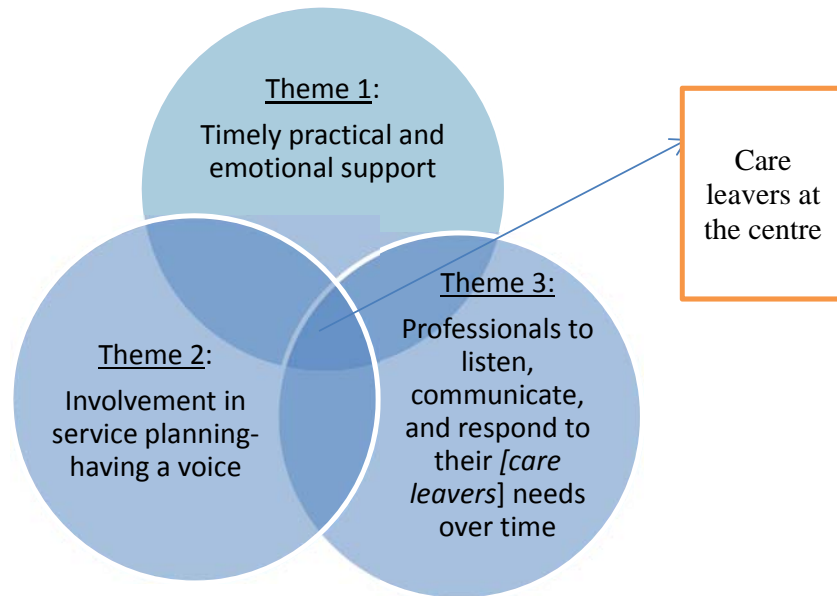 Theme 1:
Timely practical and
emotional support
Care
leavers at
the centre
Theme 2:
Involvement in
service planning-
having a voice
Theme 3:
Professionals to
listen,
communicate,
and respond to
their [care
leavers] needs
over time